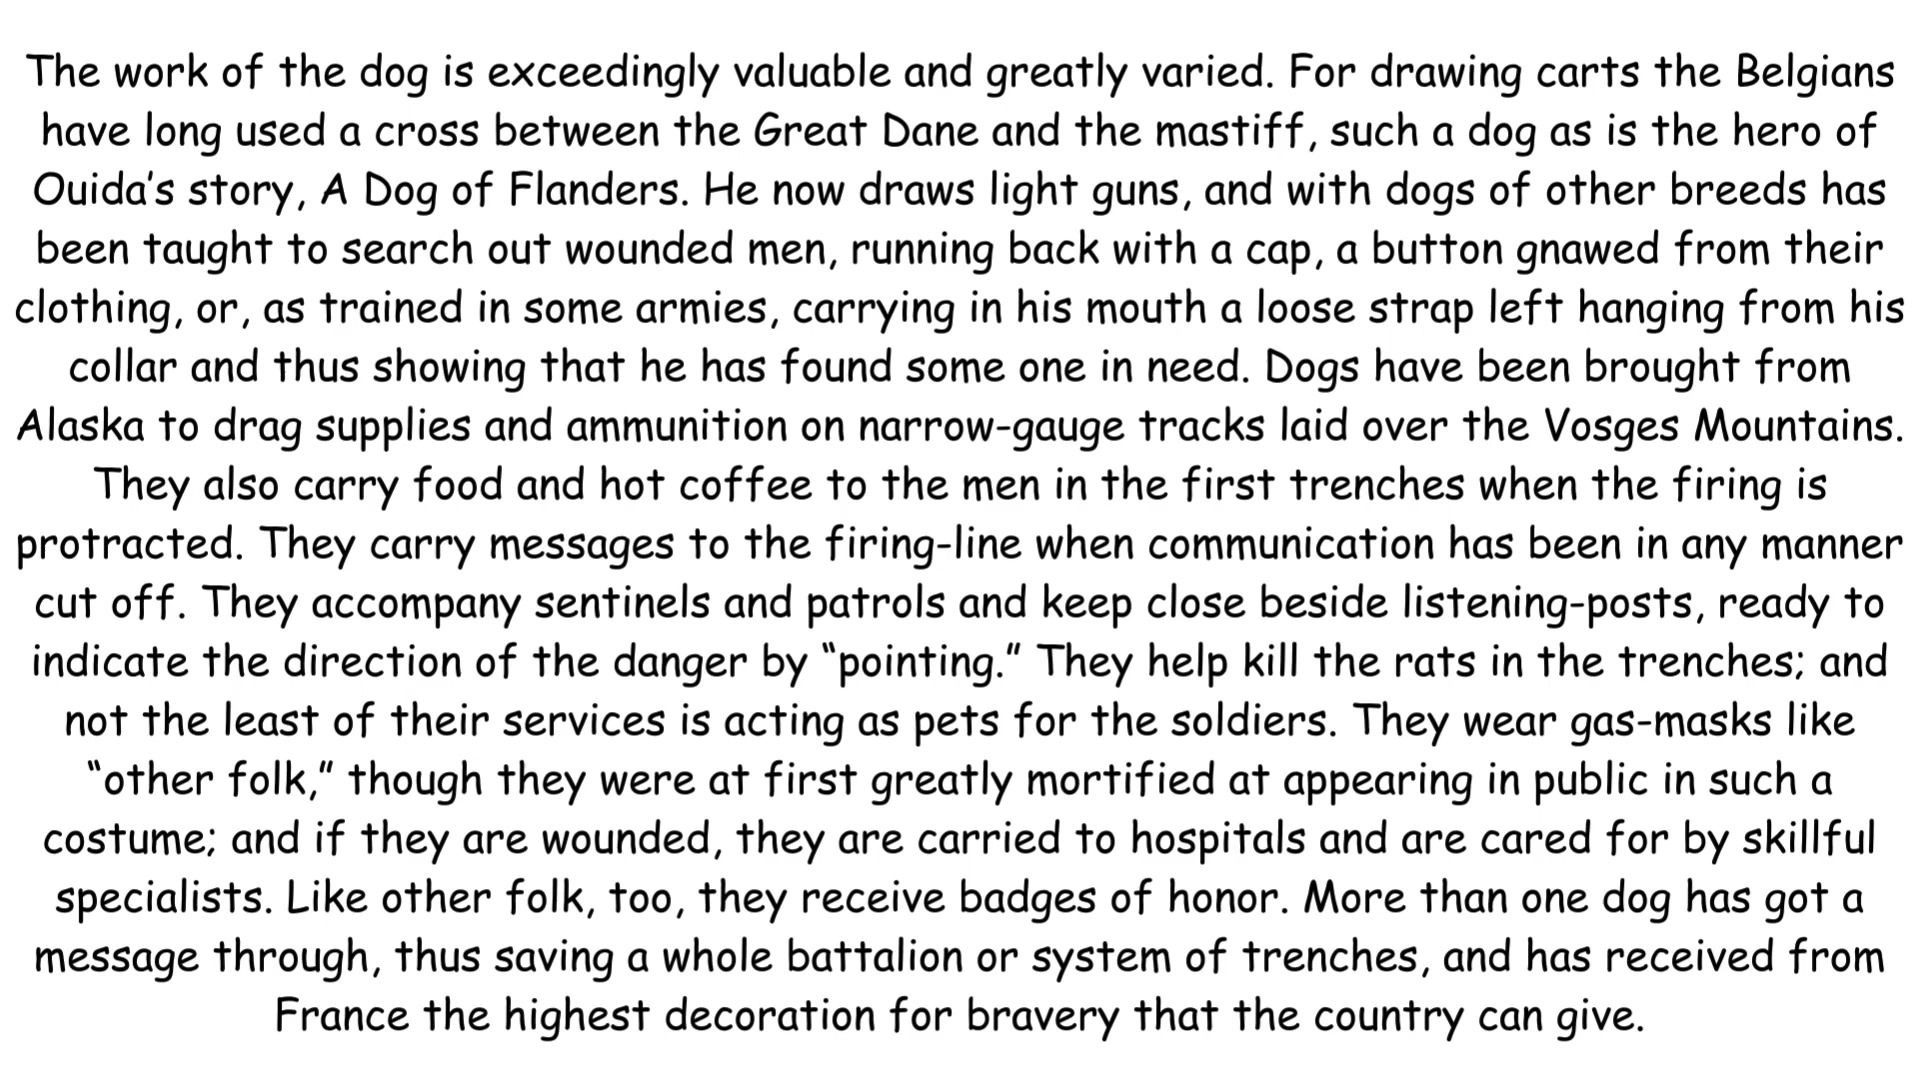 The work of the dog is exceedingly valuable and greatly varied. For drawing carts the Belgians
have long used a cross between the Great Dane and the mastiff, such a dog as is the hero of
Ouida's story, A Dog of Flanders. He now draws light guns, and with dogs of other breeds has
been taught to search out wounded men, running back with a cap, a button gnawed from their
clothing, or, as trained in some armies, carrying in his mouth a loose strap left hanging from his
collar and thus showing that he has found some one in need. Dogs have been brought from
Alaska to drag supplies and ammunition on narrow-gauge tracks laid over the Vosges Mountains.
They also carry food and hot coffee to the men in the first trenches when the firing is
protracted. They carry messages to the firing-line when communication has been in any manner
cut off. They accompany sentinels and patrols and keep close beside listening-posts, ready to
indicate the direction of the danger by “pointing.” They help kill the rats in the trenches; and
not the least of their services is acting as pets for the soldiers. They wear gas-masks like
“other folk,” though they were at first greatly mortified at appearing in public in such a
costume; and if they are wounded, they are carried to hospitals and are cared for by skillful
specialists. Like other folk, too, they receive badges of honor. More than one dog has got a
message through, thus saving a whole battalion or system of trenches, and has received from
France the highest decoration for bravery that the country can give.